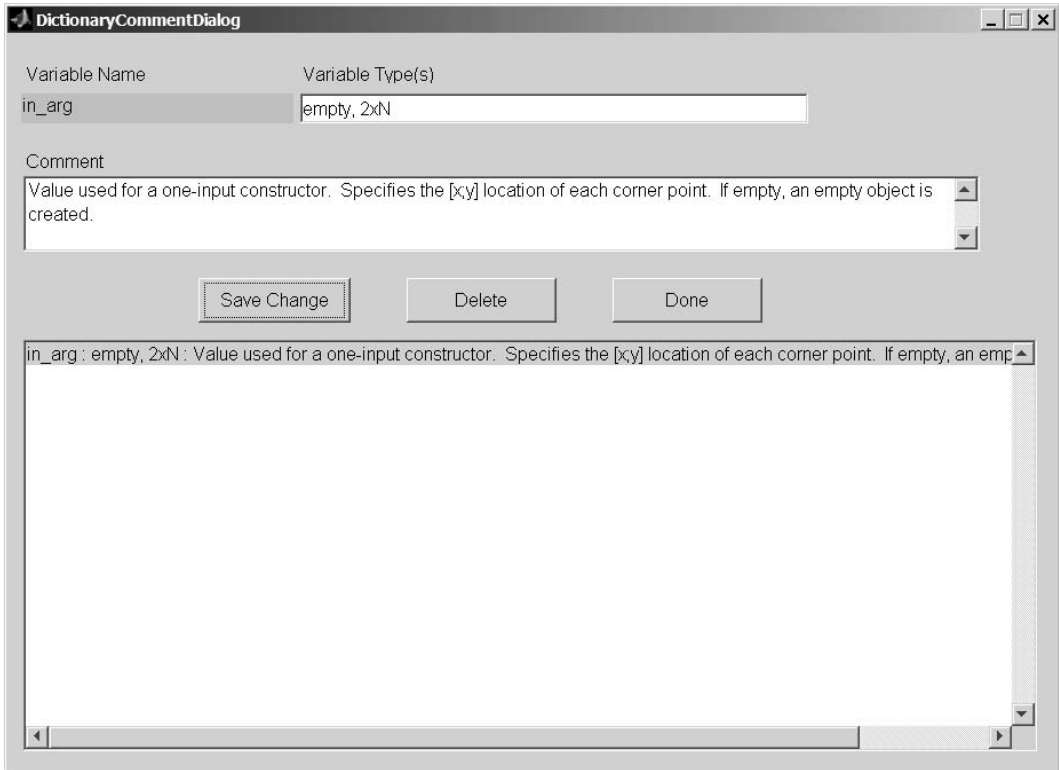 DictionaryCommentDialog
Variable Name Variable Type(s)
in_arg empty, 2xN
Comment
Value used for a one-input constructor.  Specifies the [x,y] location of each corner point.  If empty, an empty object is
created.
Save Change Delete Done
in_arg : empty, 2xN : Value used for a one-input constructor.  Specifies the [x,y] location of each corner point.  If empty, an emp